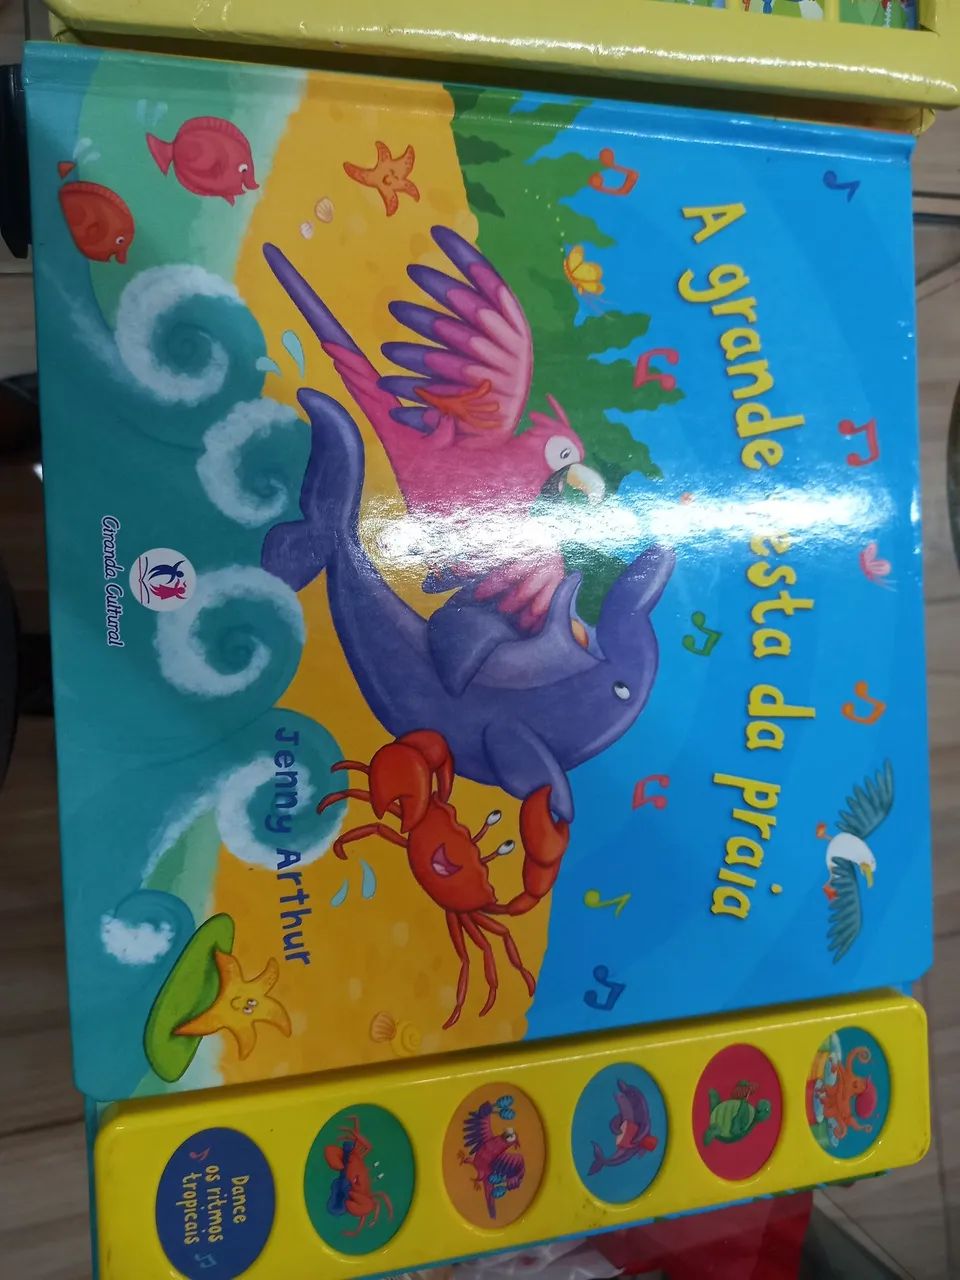 A grande festa da praia
Jenny Arthur
Ciranda Cultural
Dance
os ritmos
tropicais